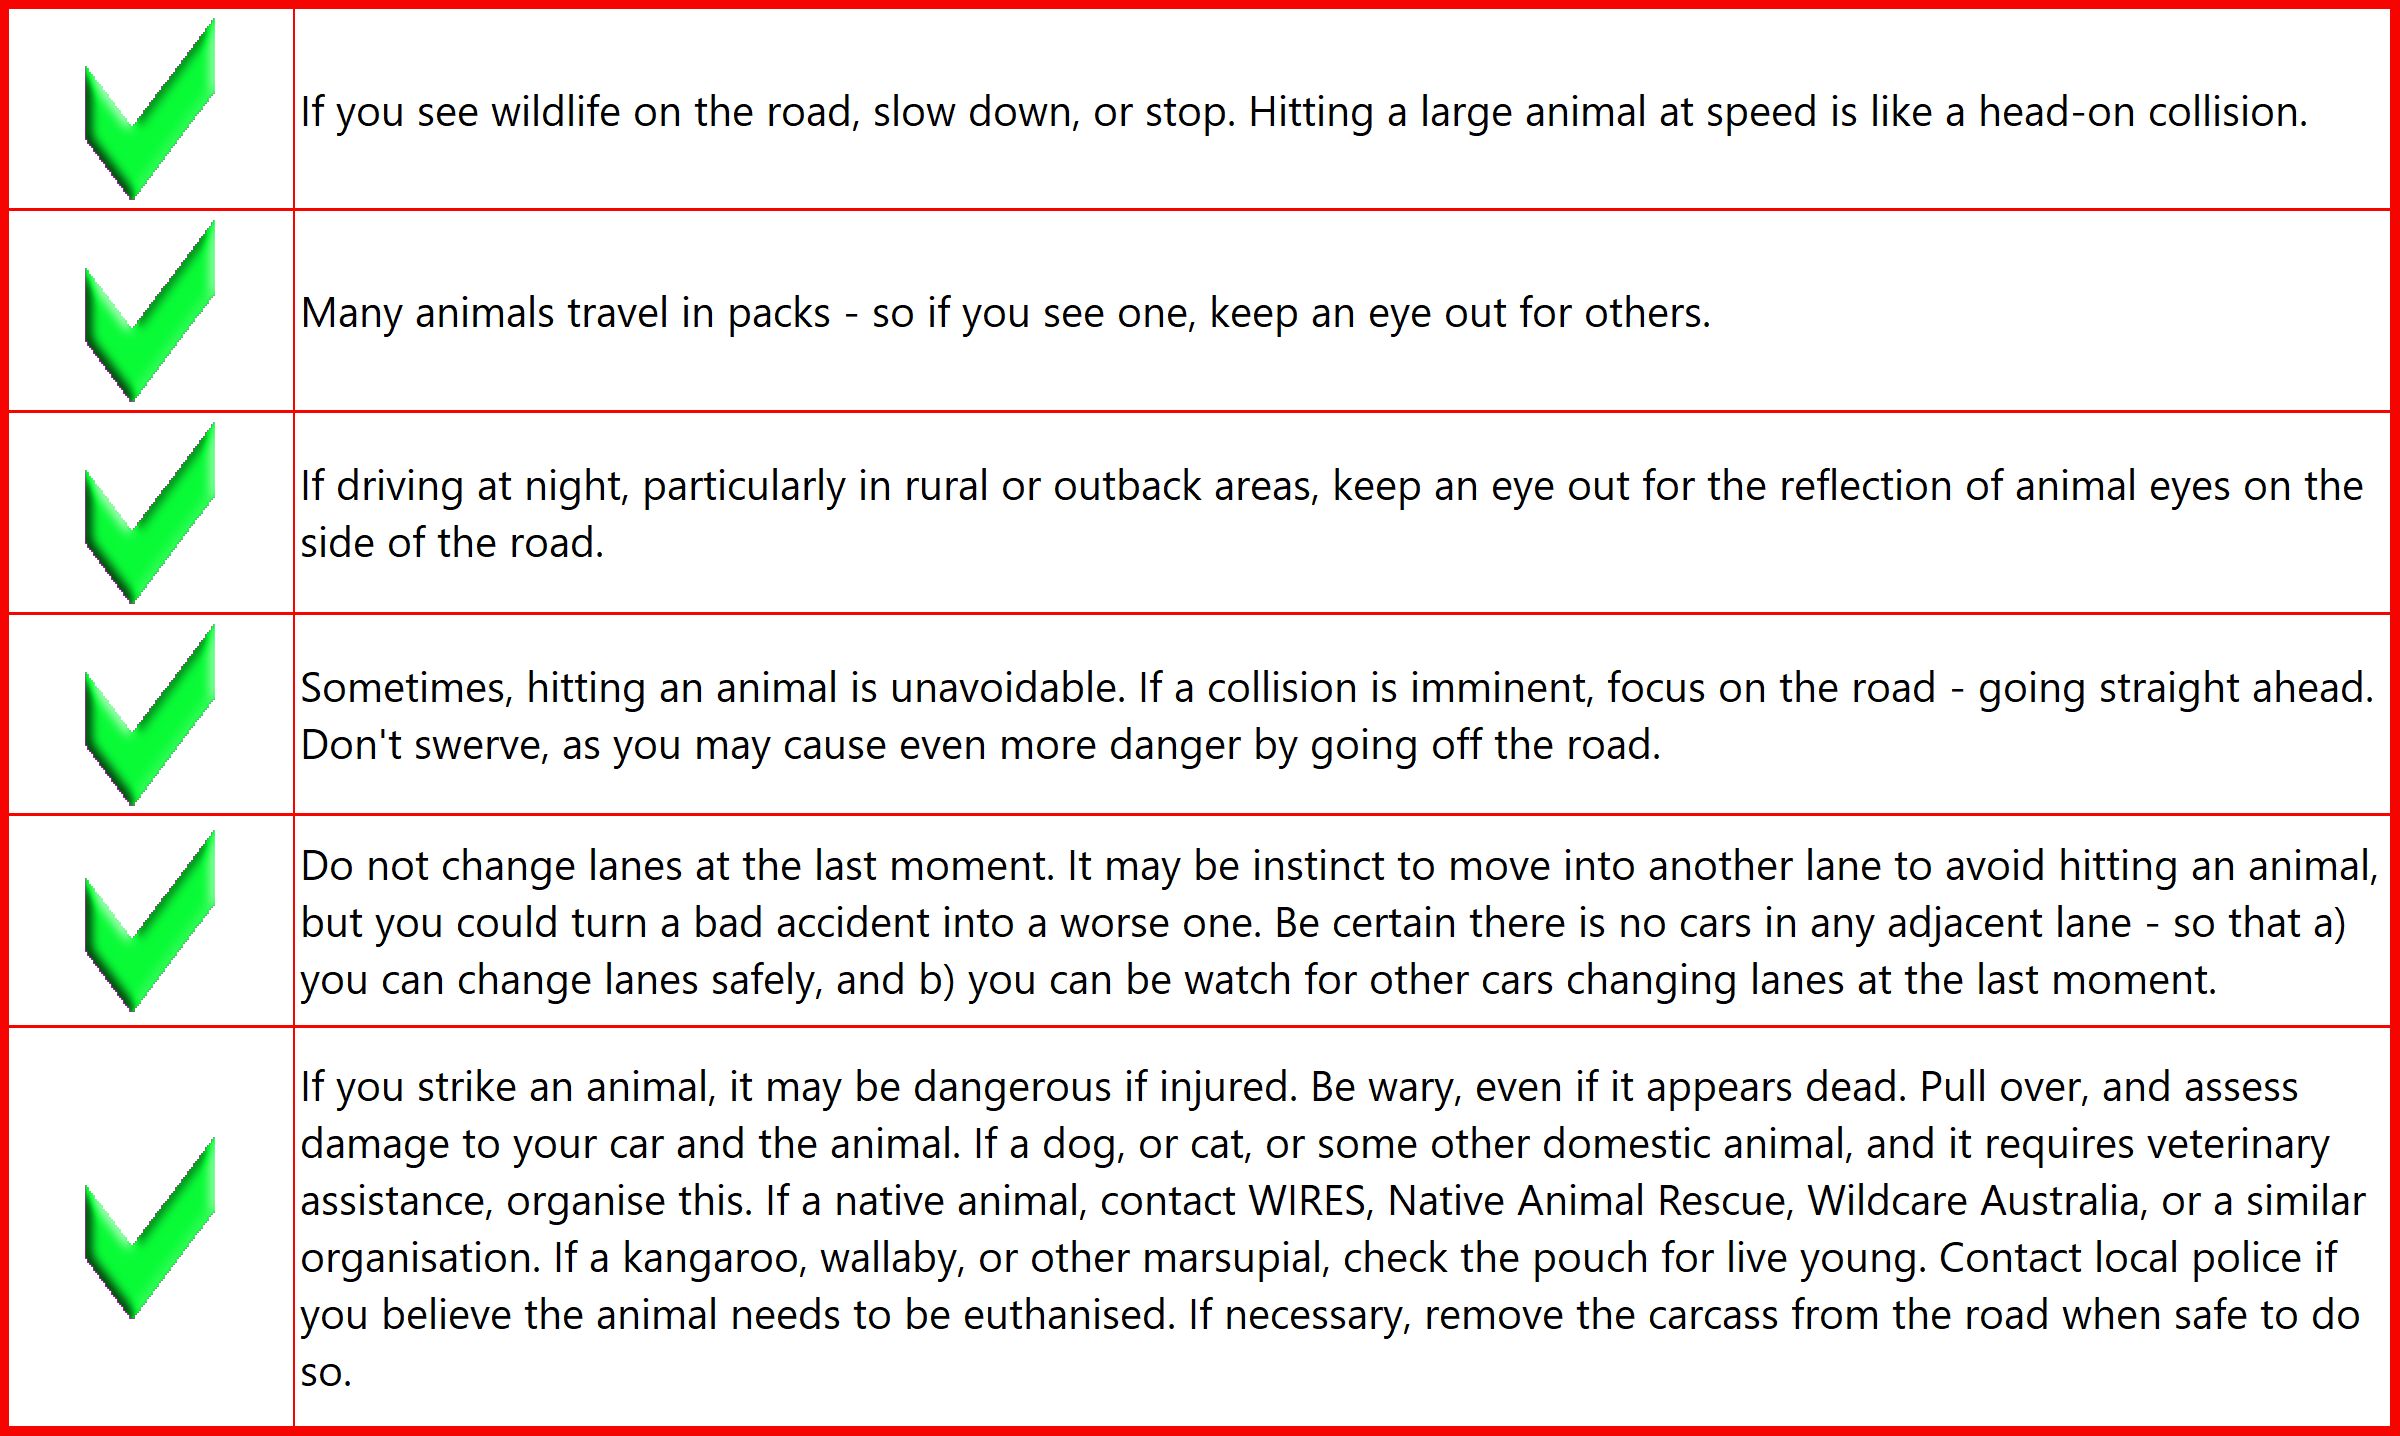 If you see wildlife on the road, slow down, or stop. Hitting a large animal at speed is like a head-on collision.
Many animals travel in packs - so if you see one, keep an eye out for others.
If driving at night, particularly in rural or outback areas, keep an eye out for the reflection of animal eyes on the
side of the road.
Sometimes, hitting an animal is unavoidable. If a collision is imminent, focus on the road - going straight ahead.
Don't swerve, as you may cause even more danger by going off the road.
Do not change lanes at the last moment. It may be instinct to move into another lane to avoid hitting an animal,
but you could turn a bad accident into a worse one. Be certain there is no cars in any adjacent lane - so that a)
you can change lanes safely, and b) you can be watch for other cars changing lanes at the last moment.
If you strike an animal, it may be dangerous if injured. Be wary, even if it appears dead. Pull over, and assess
damage to your car and the animal. If a dog, or cat, or some other domestic animal, and it requires veterinary
assistance, organise this. If a native animal, contact WIRES, Native Animal Rescue, Wildcare Australia, or a similar
organisation. If a kangaroo, wallaby, or other marsupial, check the pouch for live young. Contact local police if
you believe the animal needs to be euthanised. If necessary, remove the carcass from the road when safe to do
so.